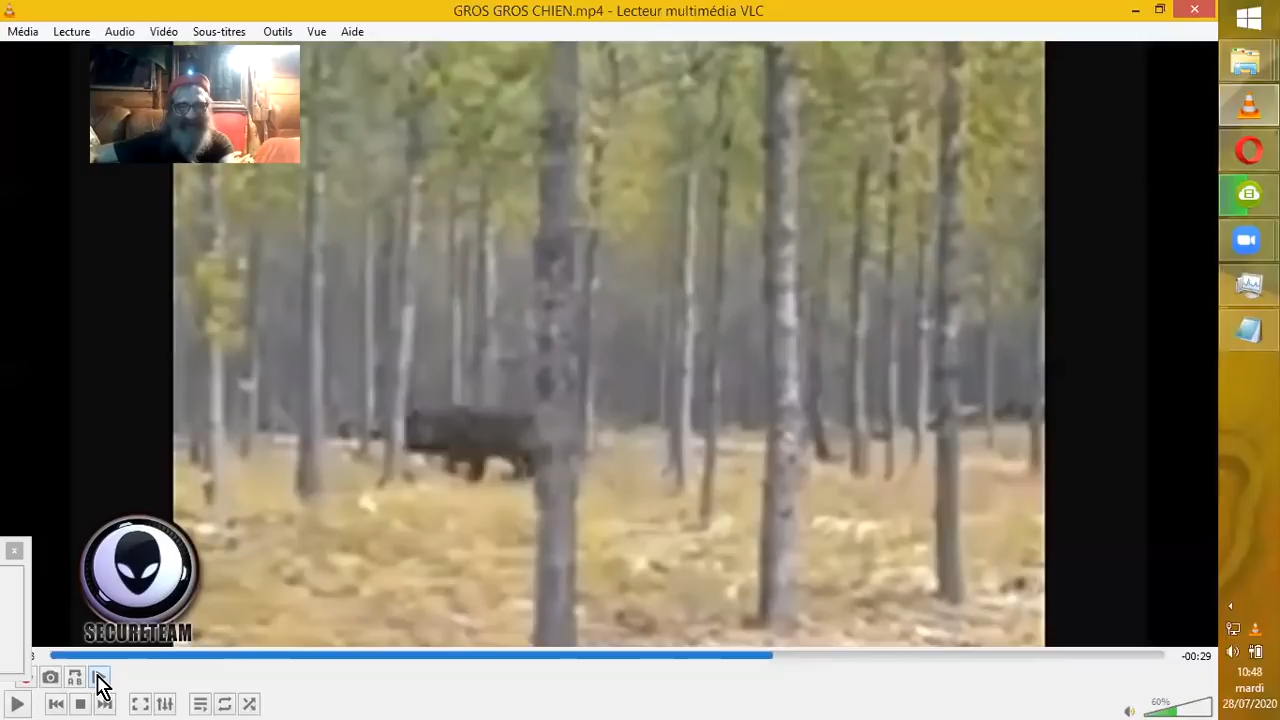 GROS GROS CHIEN.mp4 - Lecteur multimédia VLC
Média Lecture Audio Vidéo Sous-titres Outils Vue Aide
SECURETEAM
-00:29
60%
10:48
mardi
28/07/2020